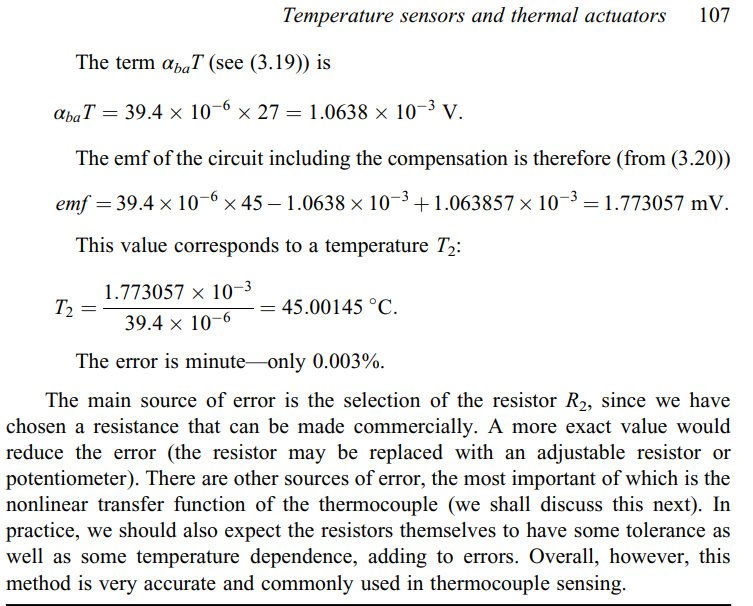 Temperature sensors and thermal actuators 107
The term α_{ba}T (see (3.19)) is
α_{ba}T = 39.4 × 10⁻⁶ × 27 = 1.0638 × 10⁻³ V.
The emf of the circuit including the compensation is therefore (from (3.20))
emf = 39.4 × 10⁻⁶ × 45 − 1.0638 × 10⁻³ + 1.063857 × 10⁻³ = 1.773057 mV.
This value corresponds to a temperature T₂:
T₂ = \frac{1.773057 × 10⁻³}{39.4 × 10⁻⁶} = 45.00145 °C.
The error is minute—only 0.003%.
The main source of error is the selection of the resistor R₂, since we have
chosen a resistance that can be made commercially. A more exact value would
reduce the error (the resistor may be replaced with an adjustable resistor or
potentiometer). There are other sources of error, the most important of which is the
nonlinear transfer function of the thermocouple (we shall discuss this next). In
practice, we should also expect the resistors themselves to have some tolerance as
well as some temperature dependence, adding to errors. Overall, however, this
method is very accurate and commonly used in thermocouple sensing.